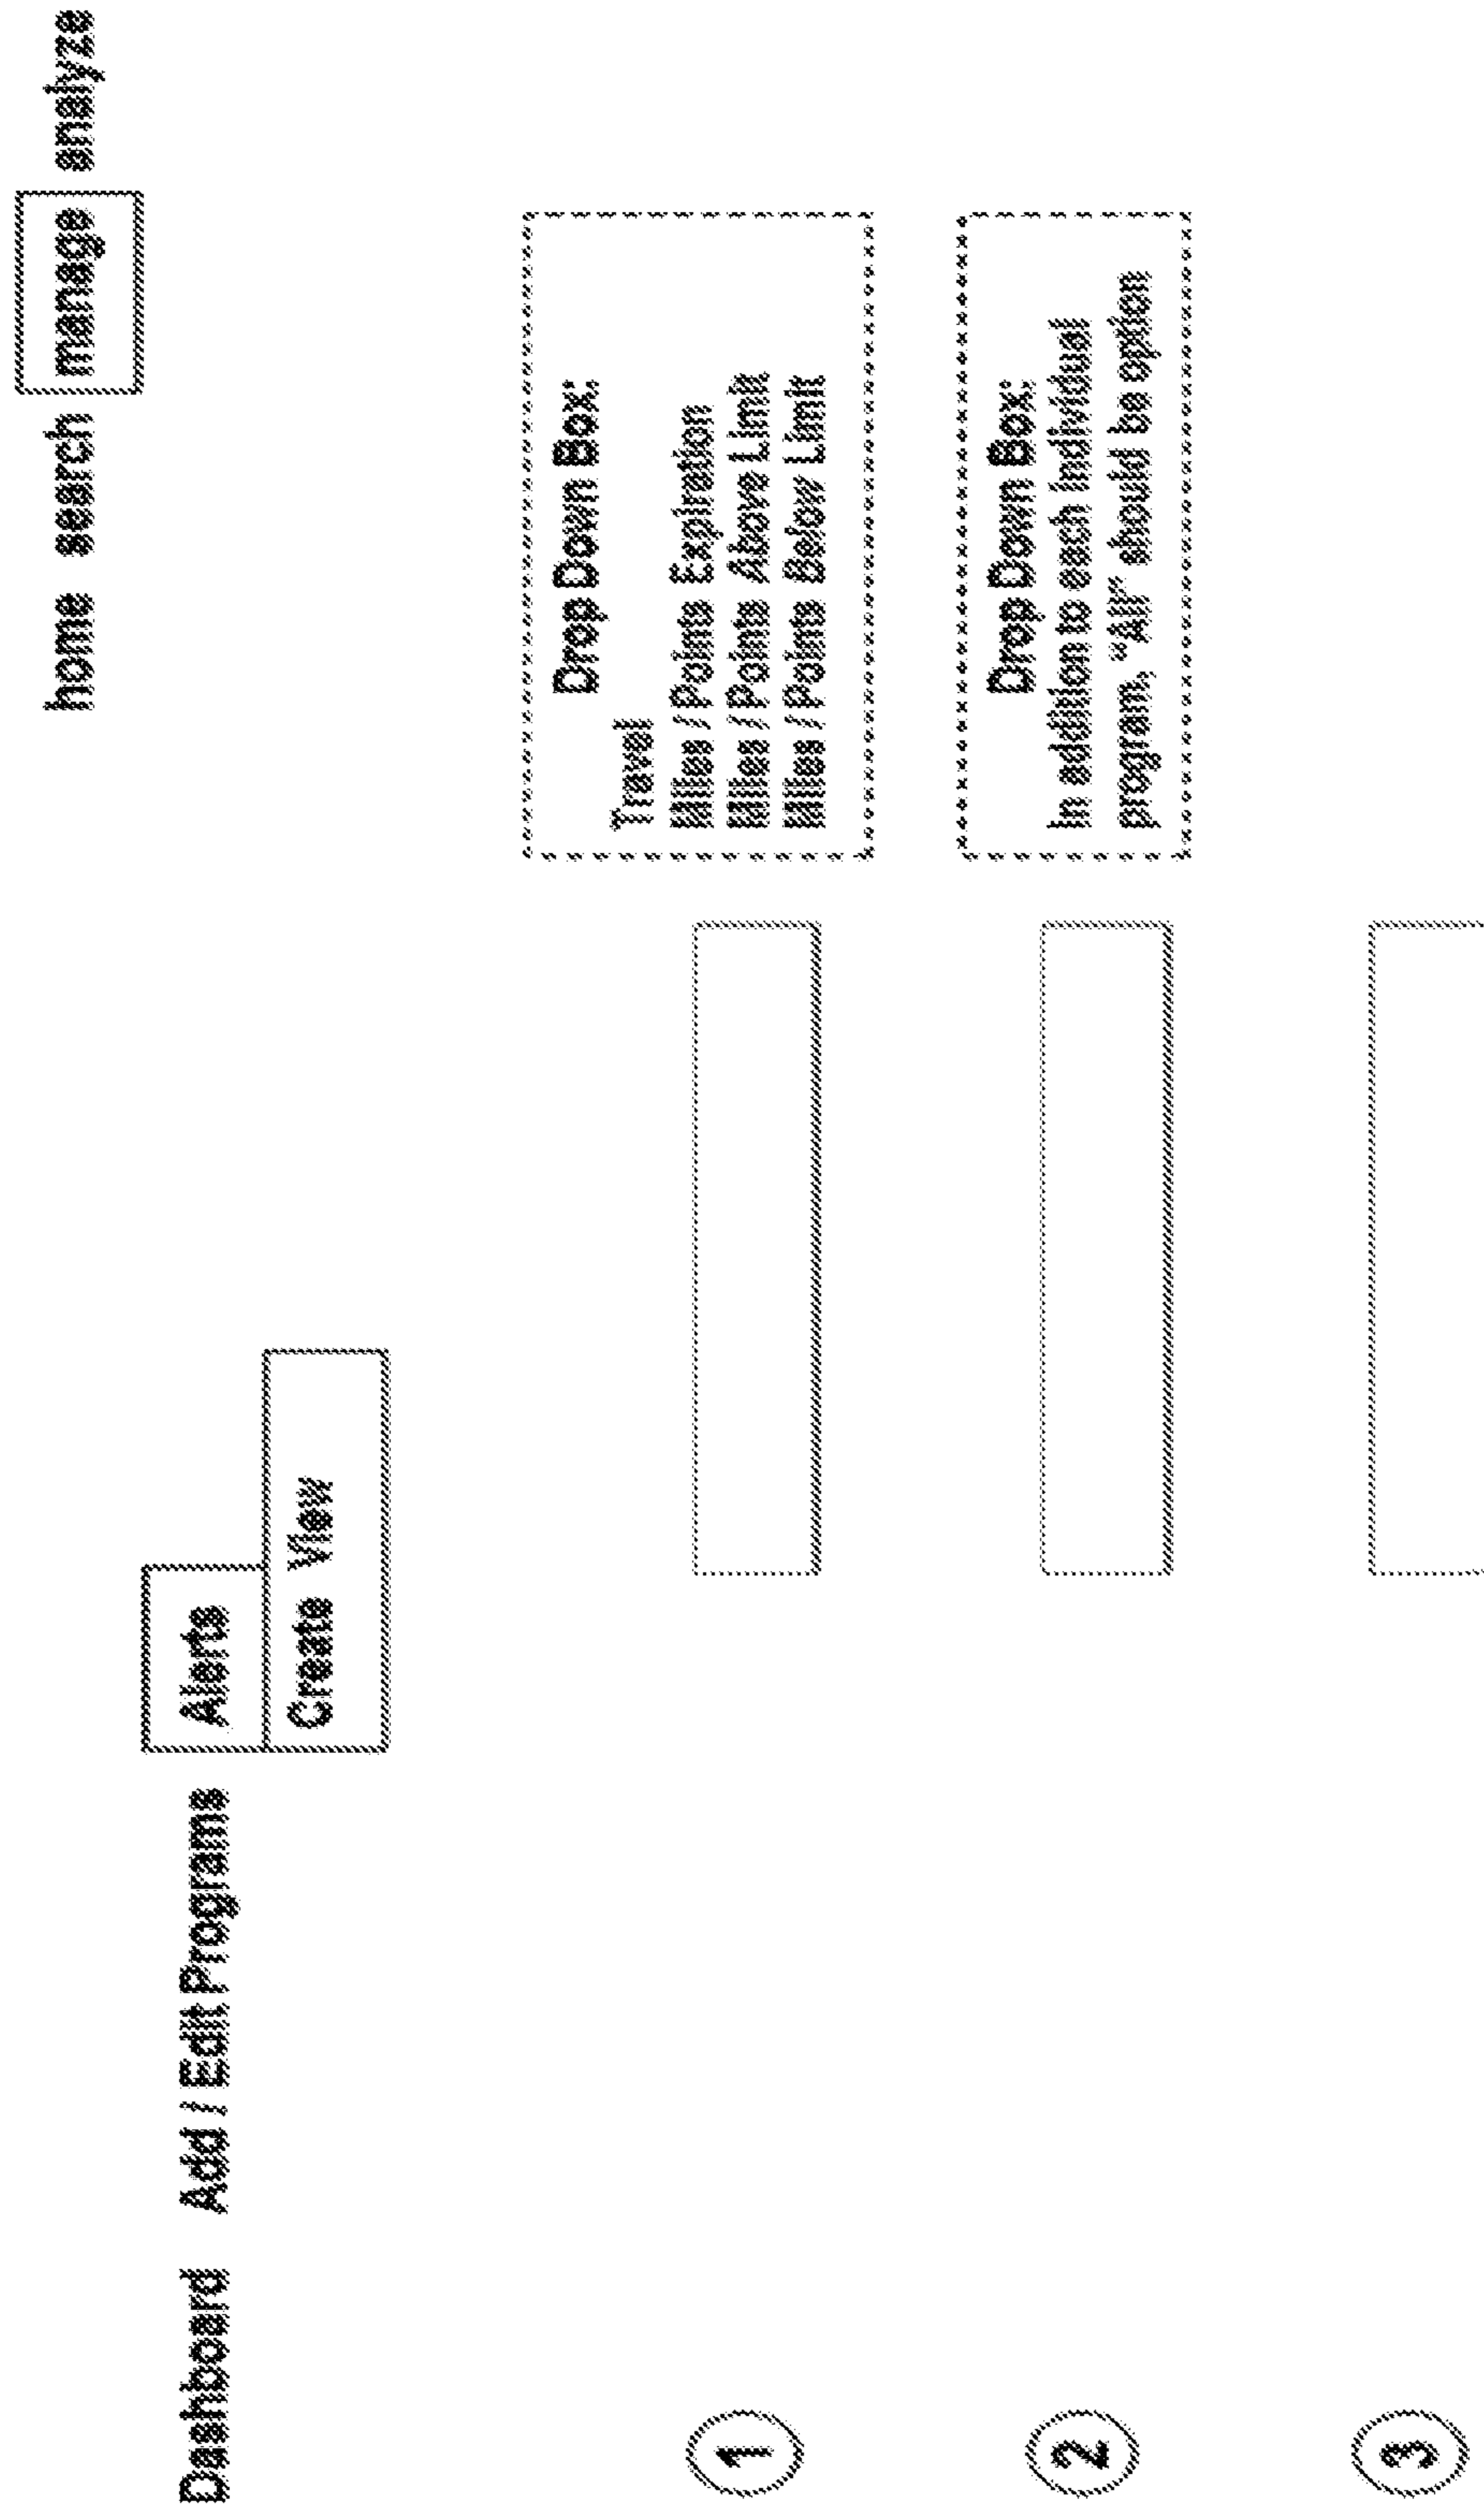 home search manage analyze
Dashboard Add / Edit Programs Alerts
Create View
Drop Down Box:
Travel
Miles / Points Expiration
Miles / Points Above Limit
Miles / Points Below Limit
1
Drop Down Box:
In addition to each individual
program, “All” should be option
2
3